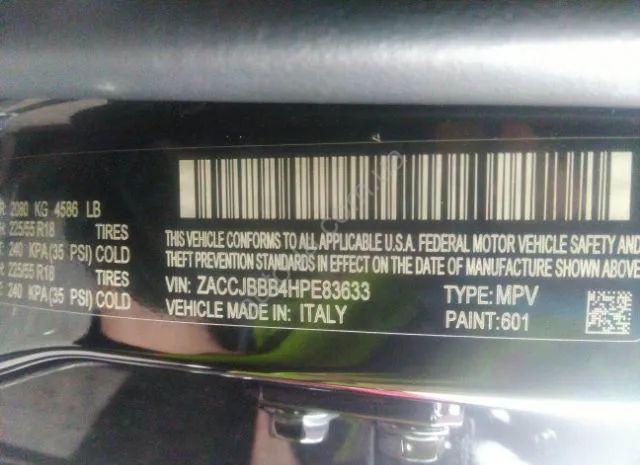 2080 KG 4586 LB
225/55 R18 TIRES
240 KPA(35 PSI) COLD
225/55 R18 TIRES
240 KPA(35 PSI) COLD
THIS VEHICLE CONFORMS TO ALL APPLICABLE U.S.A. FEDERAL MOTOR VEHICLE SAFETY AND
THEFT PREVENTION STANDARDS IN EFFECT ON THE DATE OF MANUFACTURE SHOWN ABOVE.
VIN: ZACCJBBB4HPE83633 TYPE: MPV
VEHICLE MADE IN: ITALY PAINT: 601